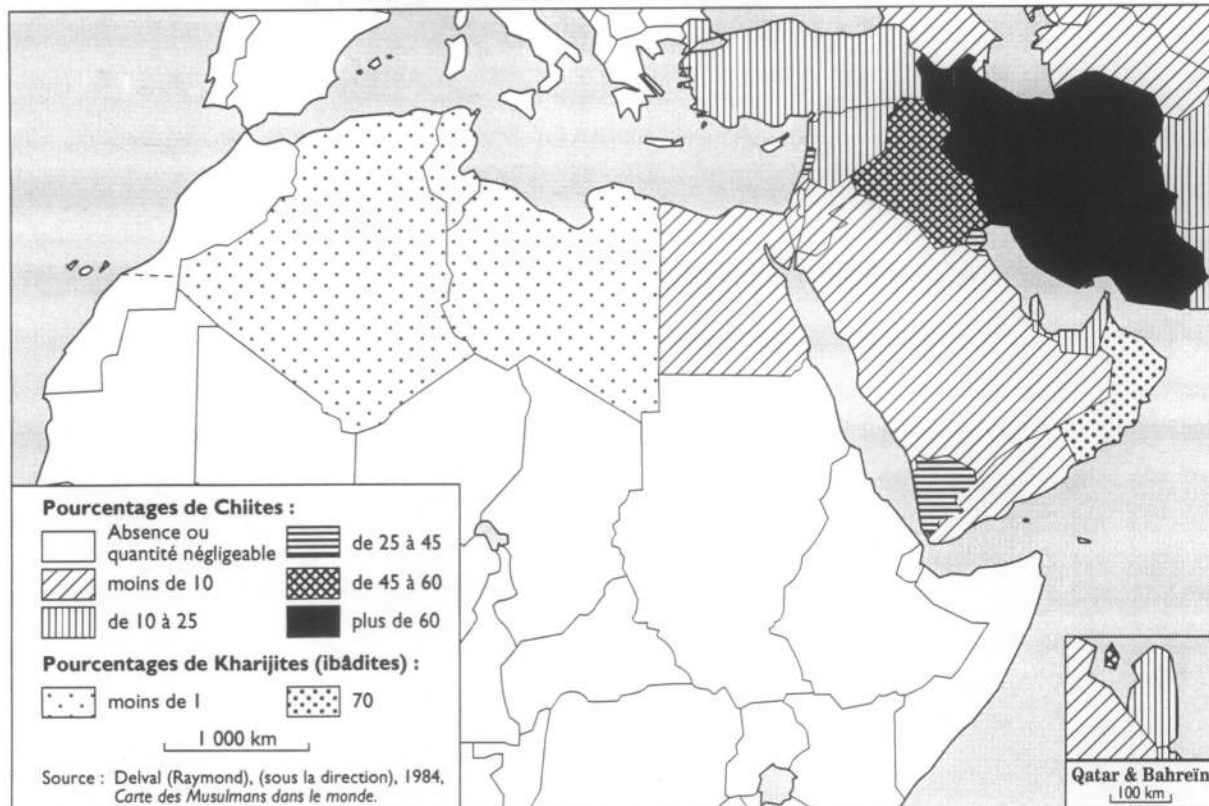 Pourcentages de Chiites :
Absence ou
quantité négligeable
moins de 10
de 10 à 25
de 25 à 45
de 45 à 60
plus de 60
Pourcentages de Kharijites (ibâdites) :
moins de 1
70
1 000 km
Source : Delval (Raymond), (sous la direction), 1984,
Carte des Musulmans dans le monde.
Qatar & Bahreïn
100 km